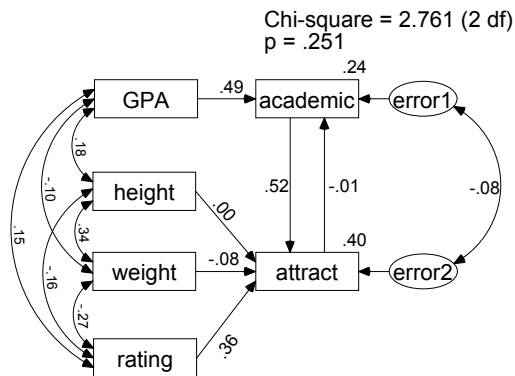 Chi-square = 2.761 (2 df)
p = .251
.24
GPA
.49
academic
error1
.18
-.10
.15
height
.00
.52
-.01
-.08
.34
-.16
.40
weight
-.08
attract
error2
-.27
.36
rating